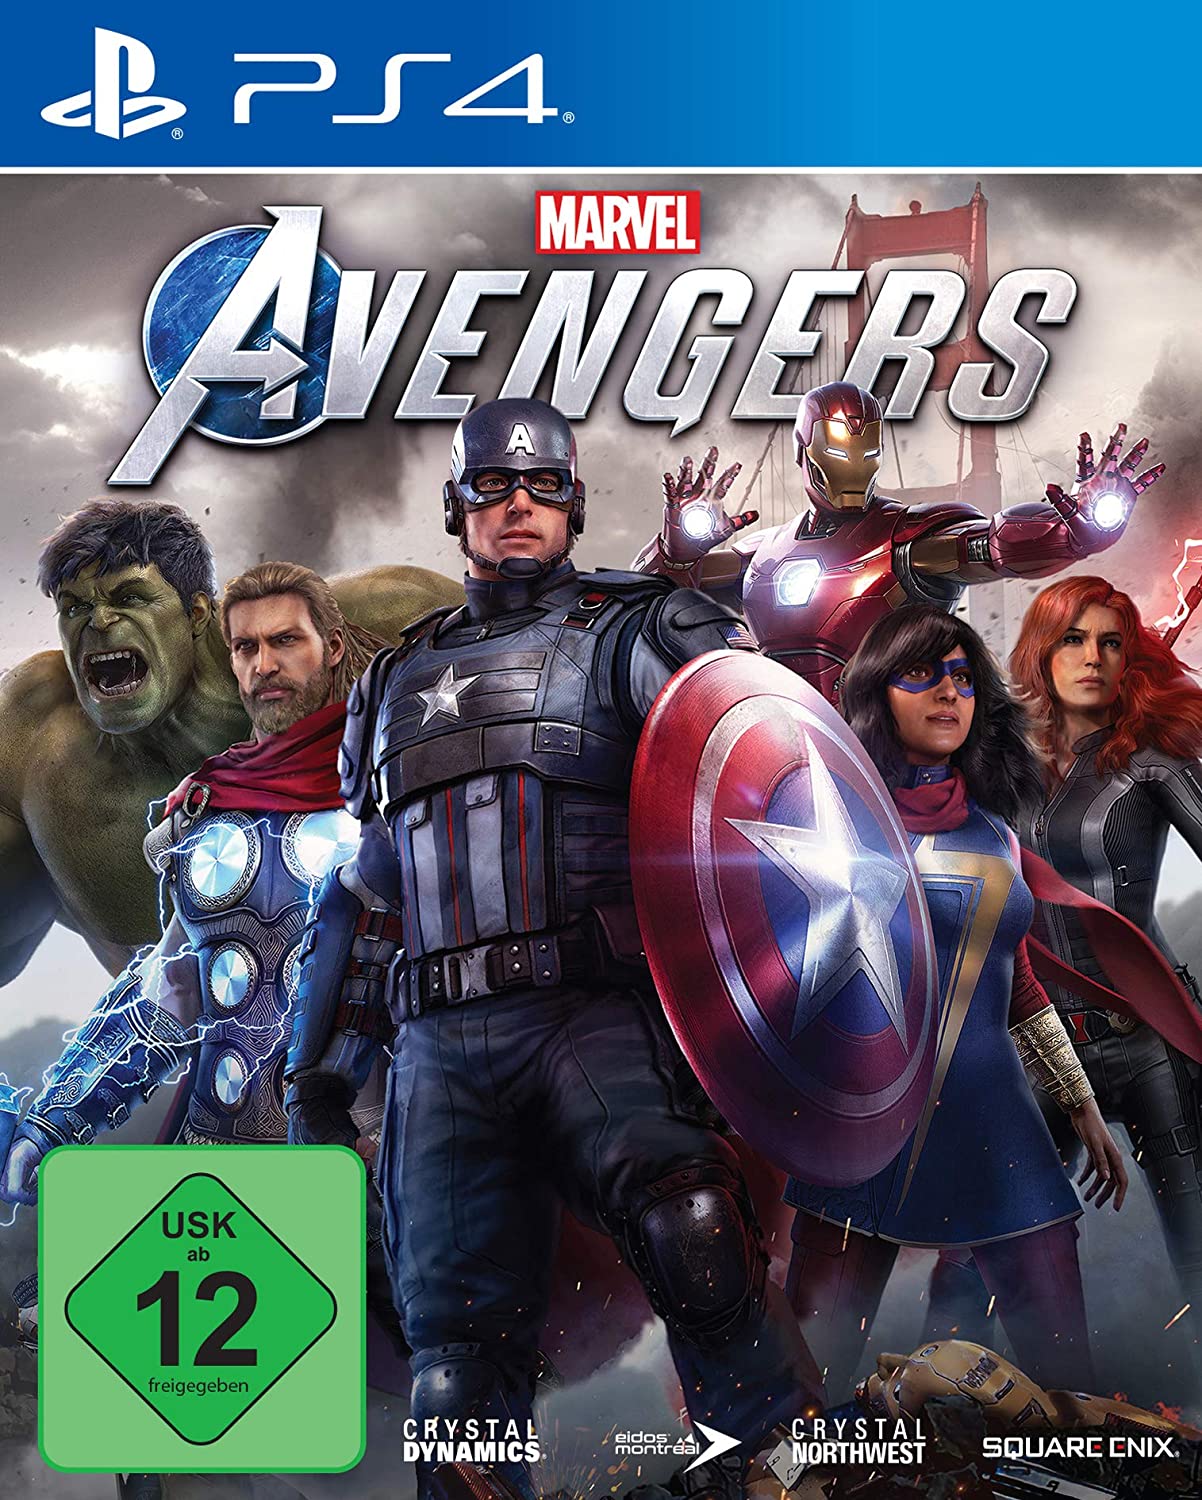 PS4
MARVEL
AVENGERS
A
USK
ab
12
freigegeben
CRYSTAL
DYNAMICS
eidos
montréal
CRYSTAL
NORTHWEST
SQUARE ENIX